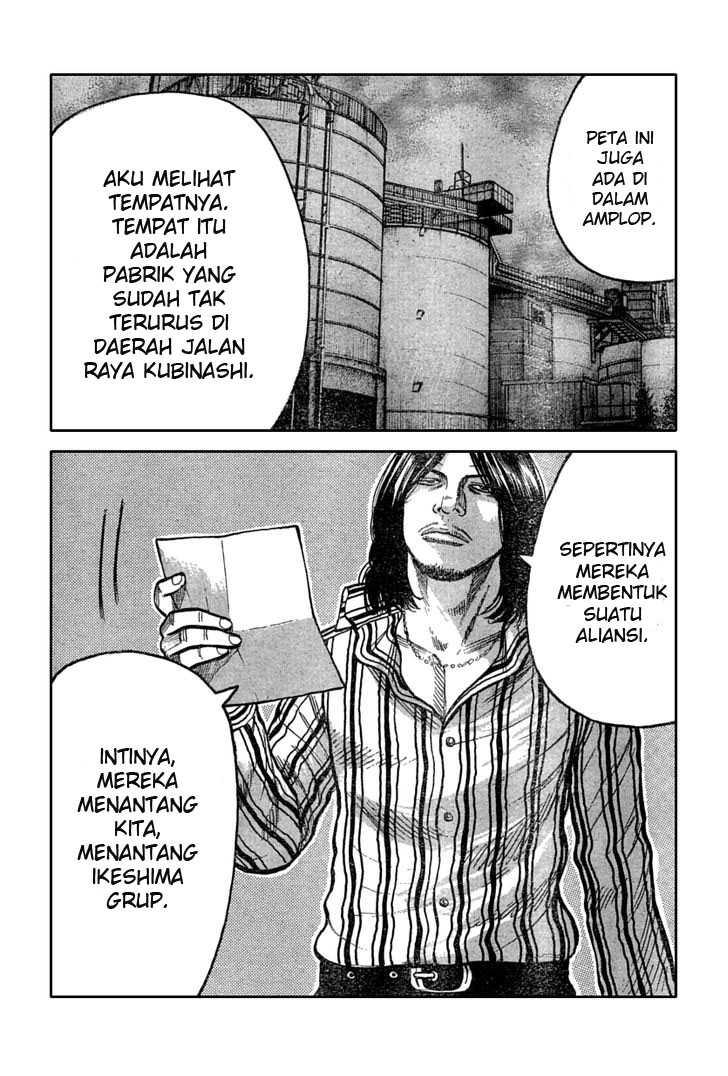 PETA INI
JUGA
ADA DI
DALAM
AMPLOP.
AKU MELIHAT
TEMPATNYA.
TEMPAT ITU
ADALAH
PABRIK YANG
SUDAH TAK
TERURUS DI
DAERAH JALAN
RAYA KUBINASHI.
SEPERTINYA
MEREKA
MEMBENTUK
SUATU
ALIANSI.
INTINYA,
MEREKA
MENANTANG
KITA,
MENANTANG
IKESHIMA
GRUP.